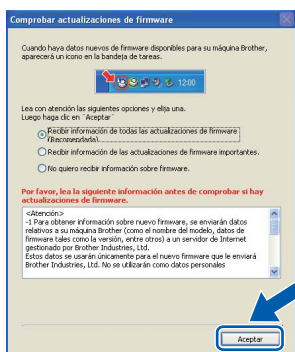 Comprobar actualizaciones de firmware
Cuando haya datos nuevos de firmware disponibles para su máquina Brother,
aparecerá un icono en la bandeja de tareas.
12:00
Lea con atención las siguientes opciones y elija una.
Luego haga clic en ¨Aceptar¨
Recibir información de todas las actualizaciones de firmware
(Recomendada).
Recibir información de las actualizaciones de firmware importantes.
No quiero recibir información sobre firmware.
Por favor, lea la siguiente información antes de comprobar si hay
actualizaciones de firmware.
<Atención>
-1 Para obtener información sobre nuevo firmware, se enviarán datos
relativos a su máquina Brother (como el nombre del modelo, datos de
firmware tales como la versión, entre otros) a un servidor de Internet
gestionado por Brother Industries, Ltd.
Estos datos se usarán únicamente para el nuevo firmware que le enviará
Brother Industries, Ltd. No se utilizarán como datos personales
Aceptar